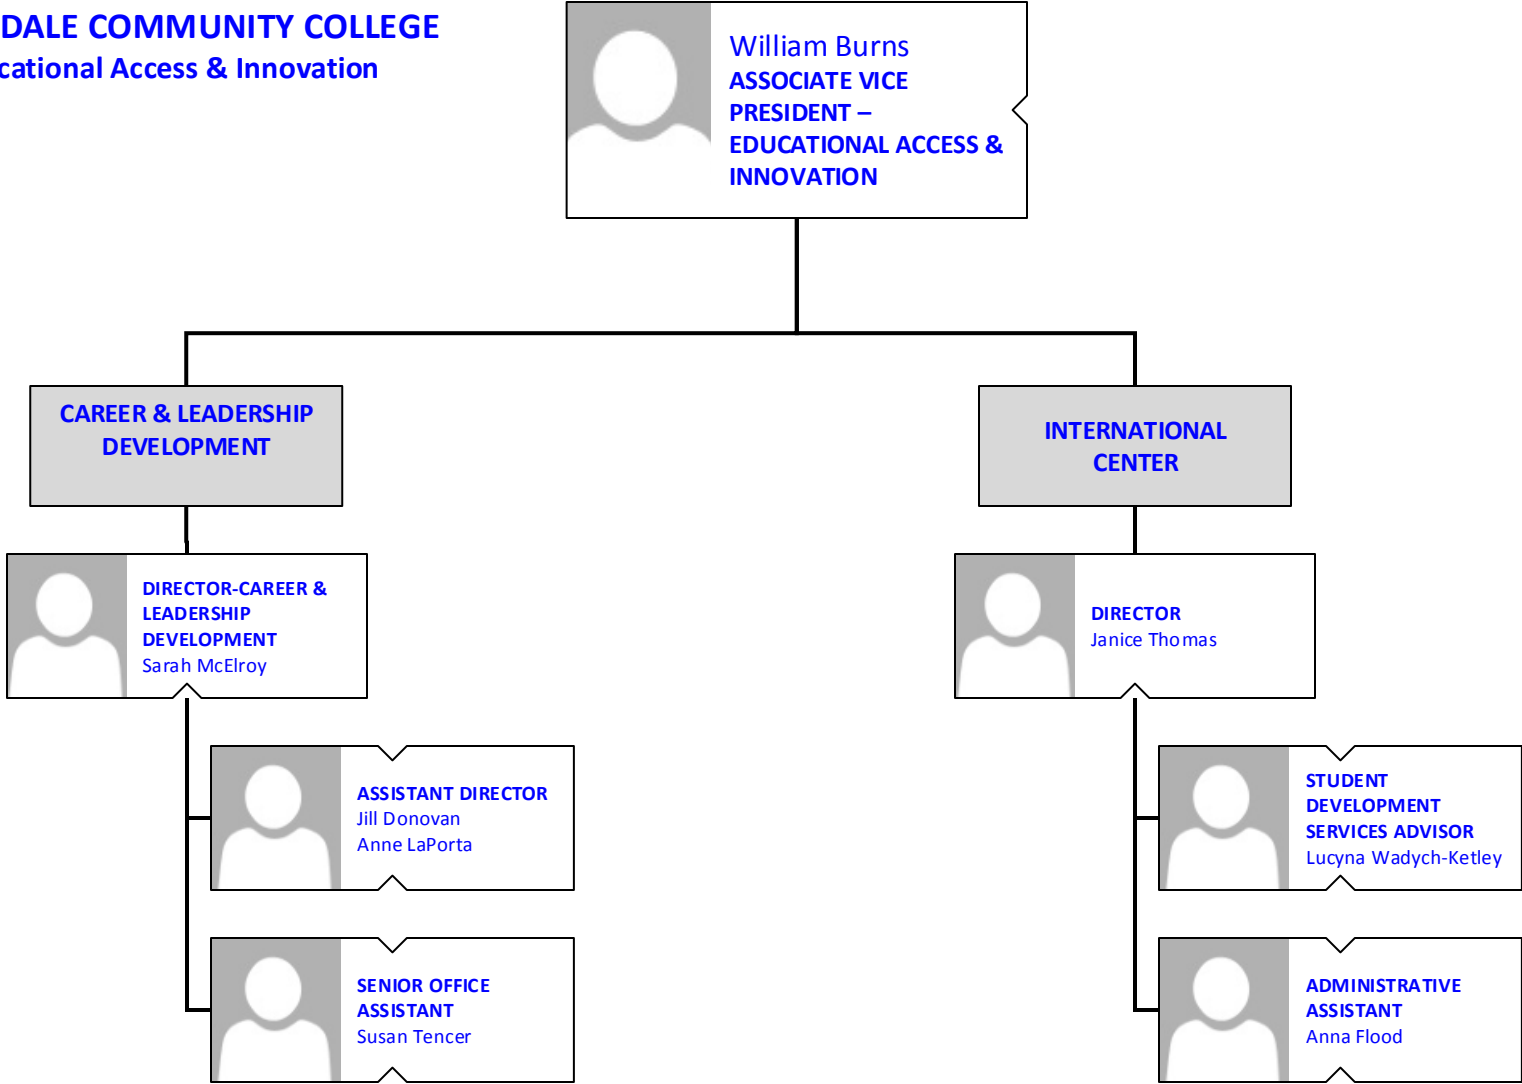 DALE COMMUNITY COLLEGE
cational Access & Innovation
William Burns
ASSOCIATE VICE
PRESIDENT –
EDUCATIONAL ACCESS &
INNOVATION
CAREER & LEADERSHIP
DEVELOPMENT
INTERNATIONAL
CENTER
DIRECTOR-CAREER &
LEADERSHIP
DEVELOPMENT
Sarah McElroy
DIRECTOR
Janice Thomas
ASSISTANT DIRECTOR
Jill Donovan
Anne LaPorta
STUDENT
DEVELOPMENT
SERVICES ADVISOR
Lucyna Wadych-Ketley
SENIOR OFFICE
ASSISTANT
Susan Tencer
ADMINISTRATIVE
ASSISTANT
Anna Flood